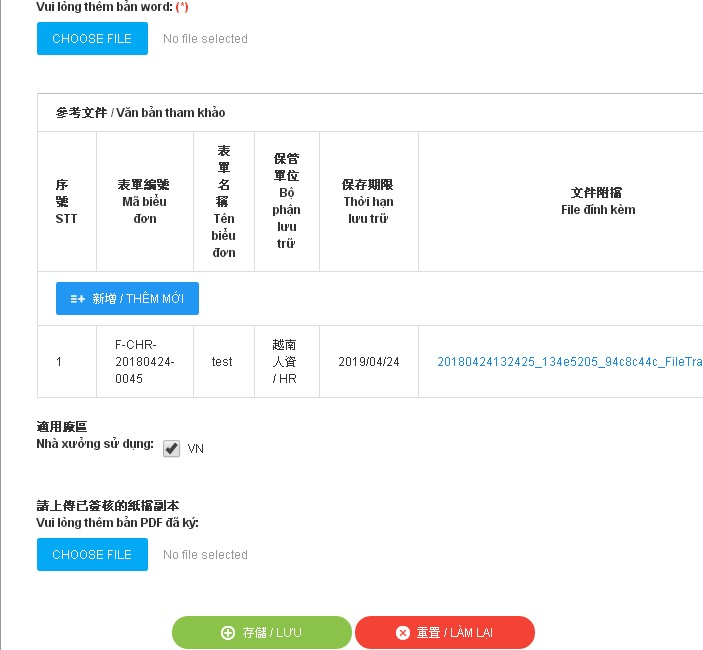 Vui lòng thêm bản word: (*)
CHOOSE FILE No file selected
參考文件 / Văn bản tham khảo
序
號
STT
表單編號
Mã biểu
đơn
表
單
名
稱
Tên
biểu
đơn
保管
單位
Bộ
phận
lưu
trữ
保存期限
Thời hạn
lưu trữ
文件附檔
File đính kèm
新增 / THÊM MỚI
1
F-CHR-
20180424-
0045
test
越南
人資
/ HR
2019/04/24
20180424132425_134e5205_94c8c44c_FileTra
適用廠區
Nhà xưởng sử dụng: VN
請上傳已簽核的紙檔副本
Vui lòng thêm bản PDF đã ký:
CHOOSE FILE No file selected
存儲 / LƯU
重置 / LÀM LẠI